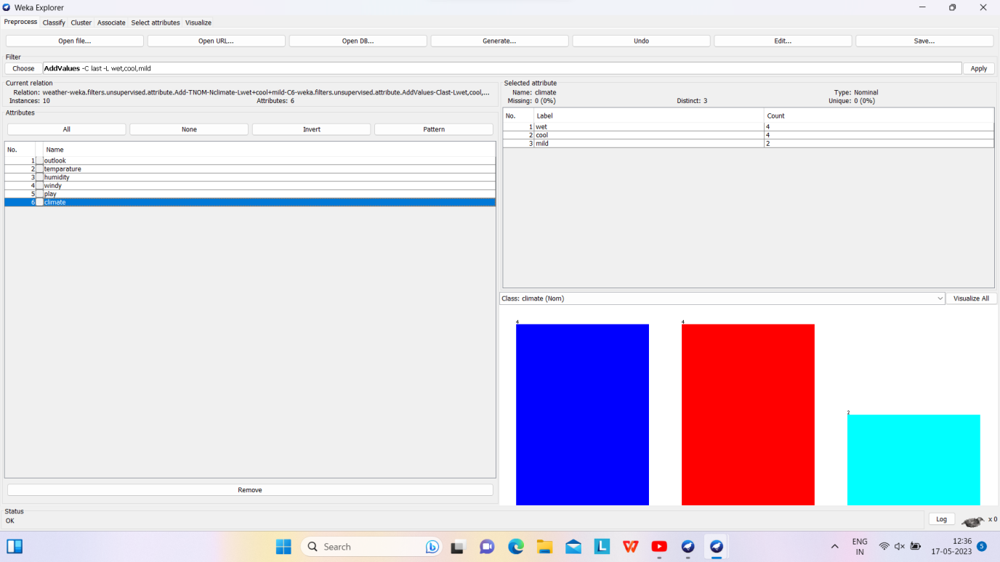 Weka Explorer
Preprocess Classify Cluster Associate Select attributes Visualize
Open file... Open URL... Open DB... Generate... Undo Edit... Save...
Filter
Choose AddValues -C last -L wet,cool,mild Apply
Current relation
Relation: weather-weka.filters.unsupervised.attribute.Add-TNOM-Nclimate-Lwet+cool+mild-C6-weka.filters.unsupervised.attribute.AddValues-Clast-Lwet,cool,...
Instances: 10 Attributes: 6
Attributes
All None Invert Pattern
No. Name
1 outlook
2 temparature
3 humidity
4 windy
5 play
6 climate
Remove
Selected attribute
Name: climate Type: Nominal
Missing: 0 (0%) Distinct: 3 Unique: 0 (0%)
No. Label Count
1 wet 4
2 cool 4
3 mild 2
Class: climate (Nom) Visualize All
4 4
2
Status
OK
Log x 0
Search
ENG
IN
12:36
17-05-2023
5